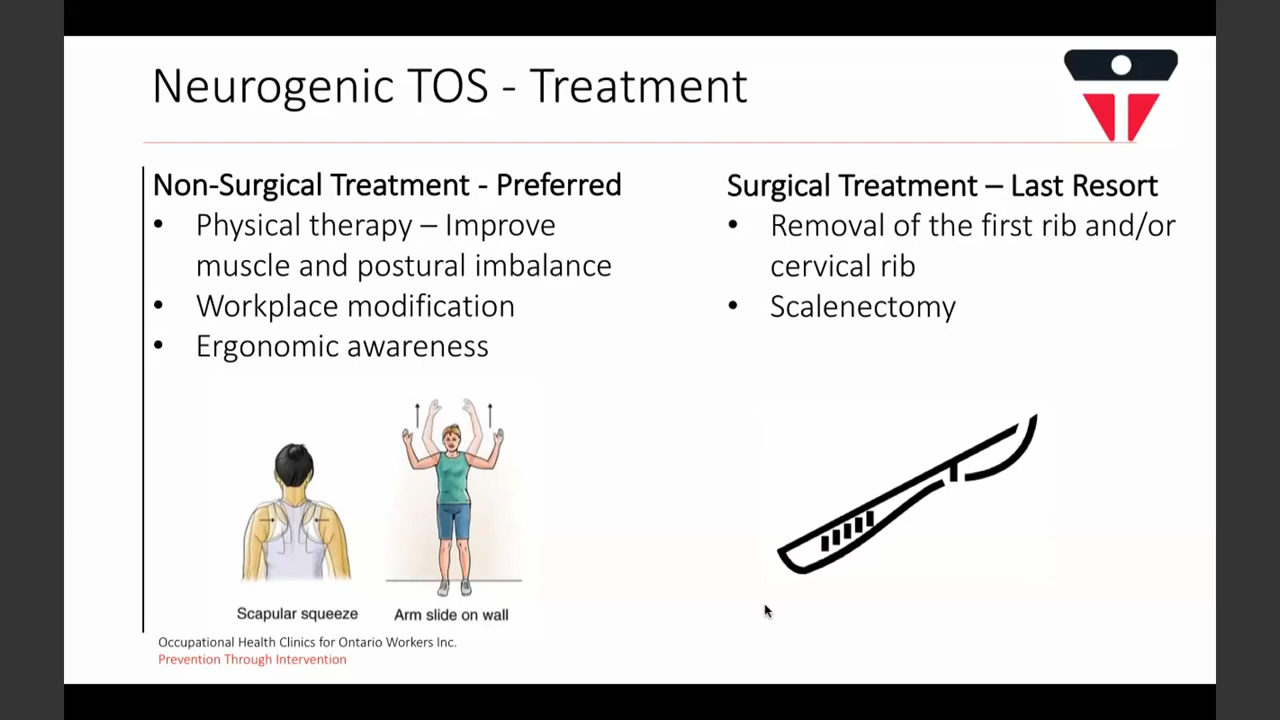 Neurogenic TOS - Treatment
Non-Surgical Treatment - Preferred
• Physical therapy – Improve
muscle and postural imbalance
• Workplace modification
• Ergonomic awareness
Surgical Treatment – Last Resort
• Removal of the first rib and/or
cervical rib
• Scalenectomy
Scapular squeeze
Arm slide on wall
Occupational Health Clinics for Ontario Workers Inc.
Prevention Through Intervention